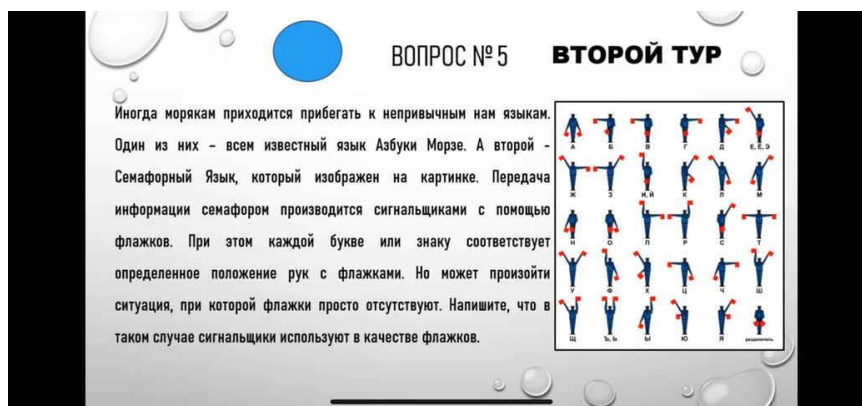 ВОПРОС № 5
ВТОРОЙ ТУР
Иногда морякам приходится прибегать к непривычным нам языкам.
Один из них – всем известный язык Азбуки Морзе. А второй –
Семафорный Язык, который изображен на картинке. Передача
информации семафором производится сигнальщиками с помощью
флажков. При этом каждой букве или знаку соответствует
определенное положение рук с флажками. Но может произойти
ситуация, при которой флажки просто отсутствуют. Напишите, что в
таком случае сигнальщики используют в качестве флажков.
А Б В Г Д Е, Ё, Э
Ж З И, Й К Л М
Н О П Р С Т
У Ф Х Ц Ч Ш
Щ Ъ, Ь Ы Ю Я разделитель